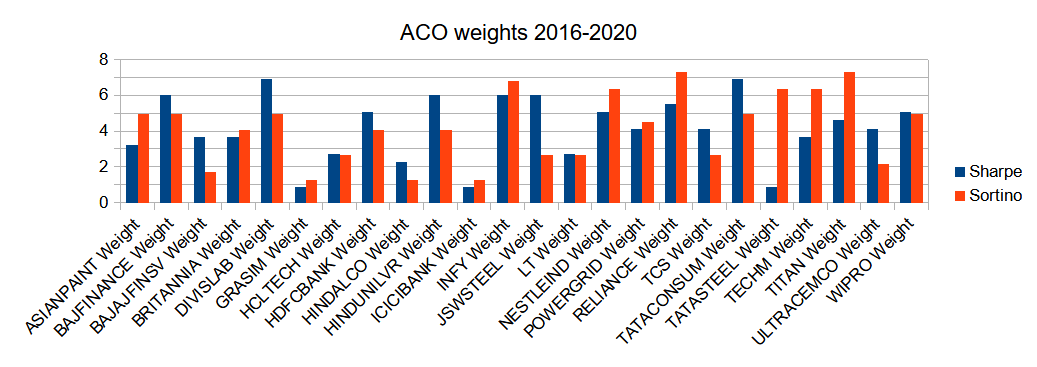 ACO weights 2016-2020
8
6
4
2
0
Sharpe
Sortino
ASIANPAINT Weight
BAJFINANCE Weight
BAJAJFINSV Weight
BRITANNIA Weight
DIVISLAB Weight
GRASIM Weight
HCLTECH Weight
HDFCBANK Weight
HINDALCO Weight
HINDUNILVR Weight
ICICIBANK Weight
INFY Weight
JSWSTEEL Weight
LT Weight
NESTLEIND Weight
POWERGRID Weight
RELIANCE Weight
TCS Weight
TATACONSUM Weight
TATASTEEL Weight
TECHM Weight
TITAN Weight
ULTRACEMCO Weight
WIPRO Weight